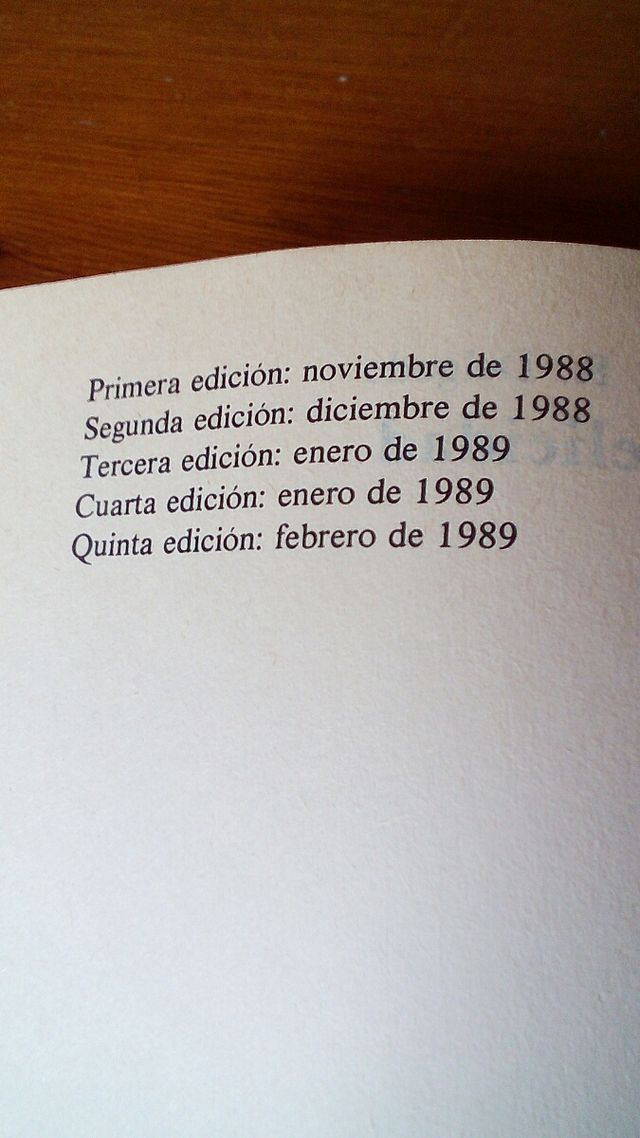 Primera edición: noviembre de 1988
Segunda edición: diciembre de 1988
Tercera edición: enero de 1989
Cuarta edición: enero de 1989
Quinta edición: febrero de 1989